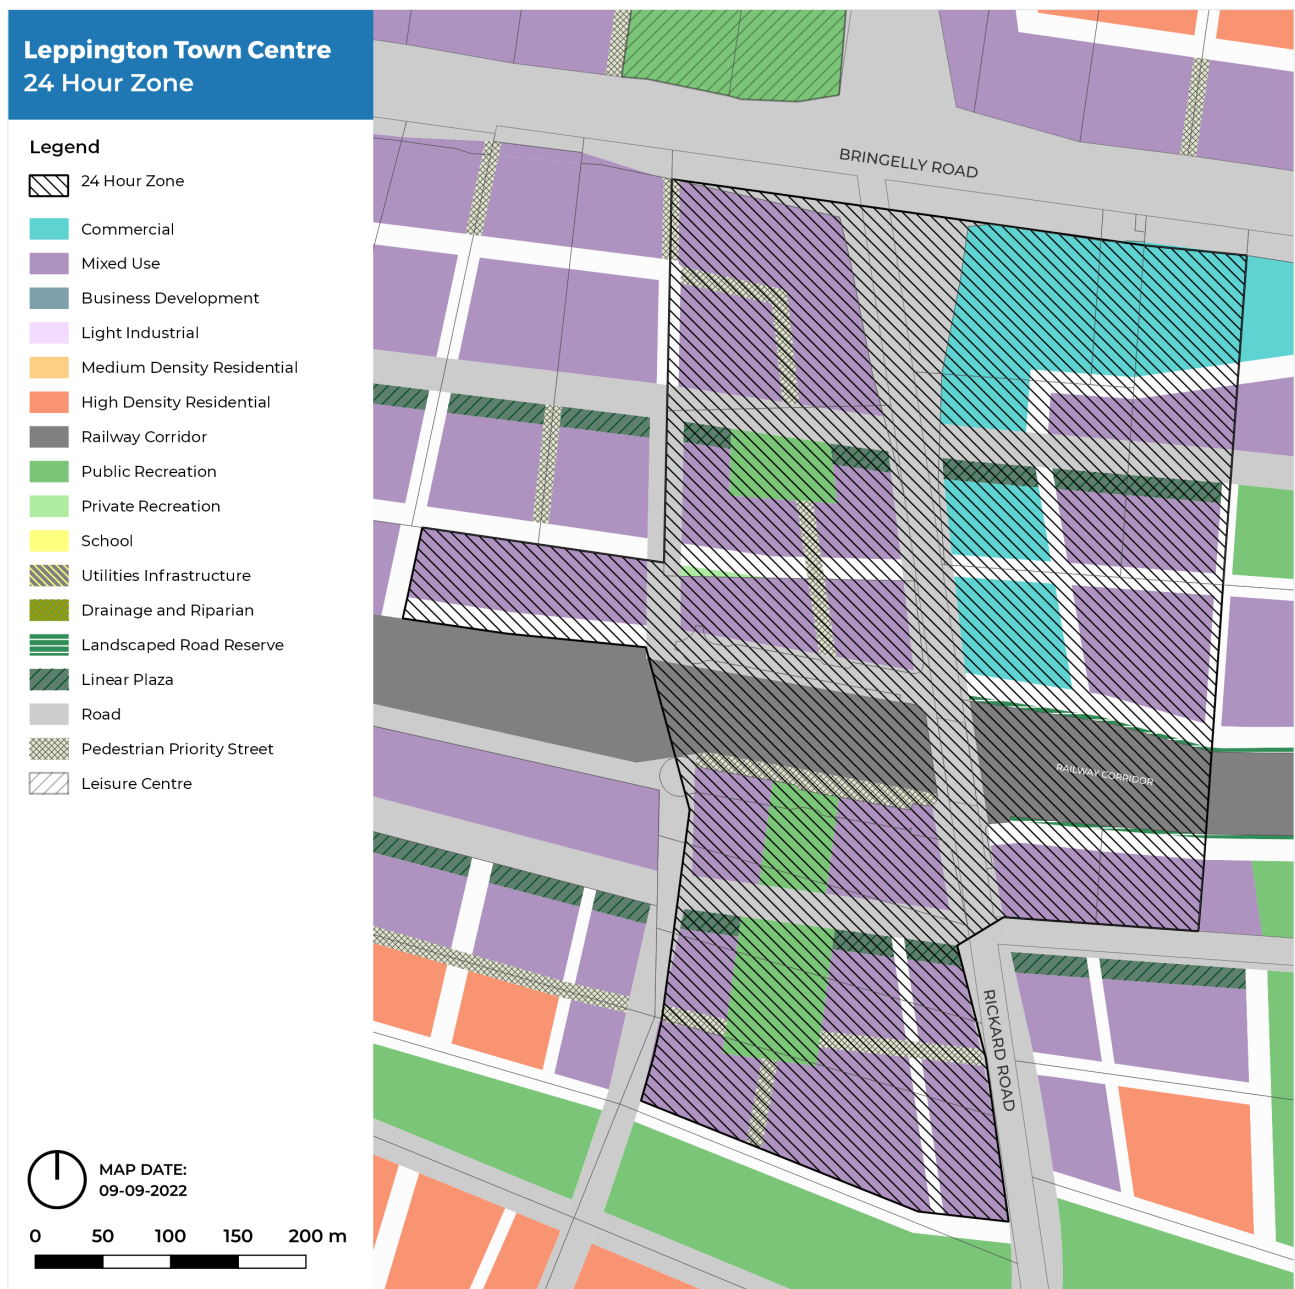 Leppington Town Centre
24 Hour Zone
Legend
24 Hour Zone
Commercial
Mixed Use
Business Development
Light Industrial
Medium Density Residential
High Density Residential
Railway Corridor
Public Recreation
Private Recreation
School
Utilities Infrastructure
Drainage and Riparian
Landscaped Road Reserve
Linear Plaza
Road
Pedestrian Priority Street
Leisure Centre
MAP DATE:
09-09-2022
0 50 100 150 200 m
BRINGELLY ROAD
RAILWAY CORRIDOR
RICKARD ROAD